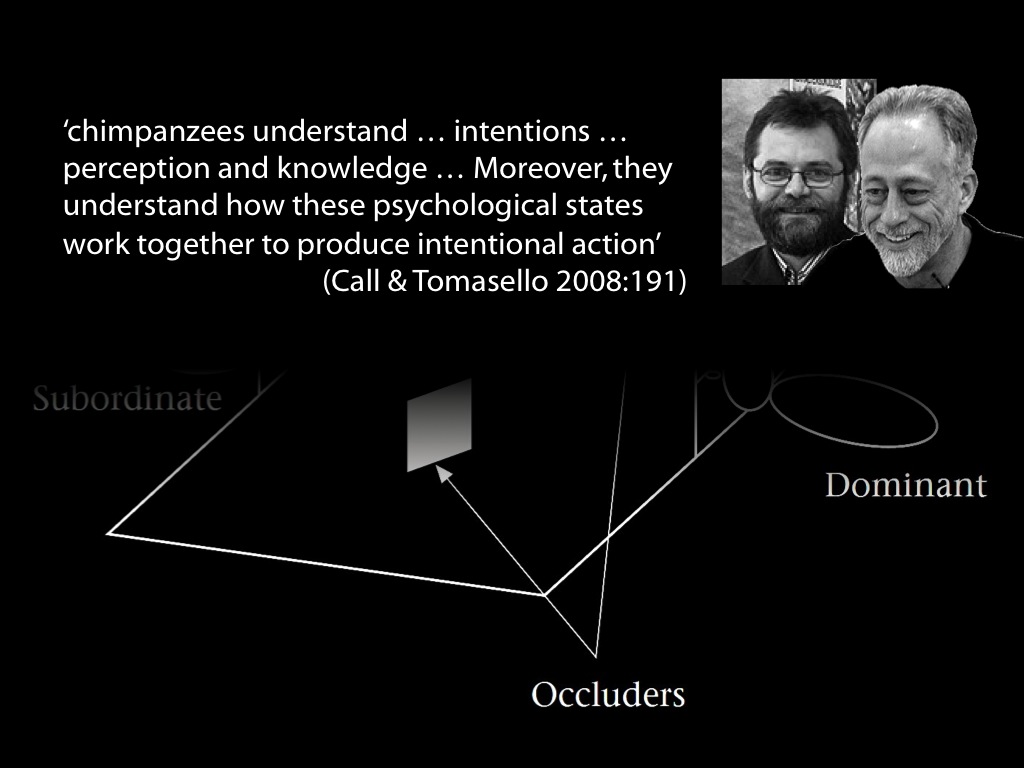 ‘chimpanzees understand … intentions …
perception and knowledge … Moreover, they
understand how these psychological states
work together to produce intentional action’
(Call & Tomasello 2008:191)
Subordinate
Dominant
Occluders